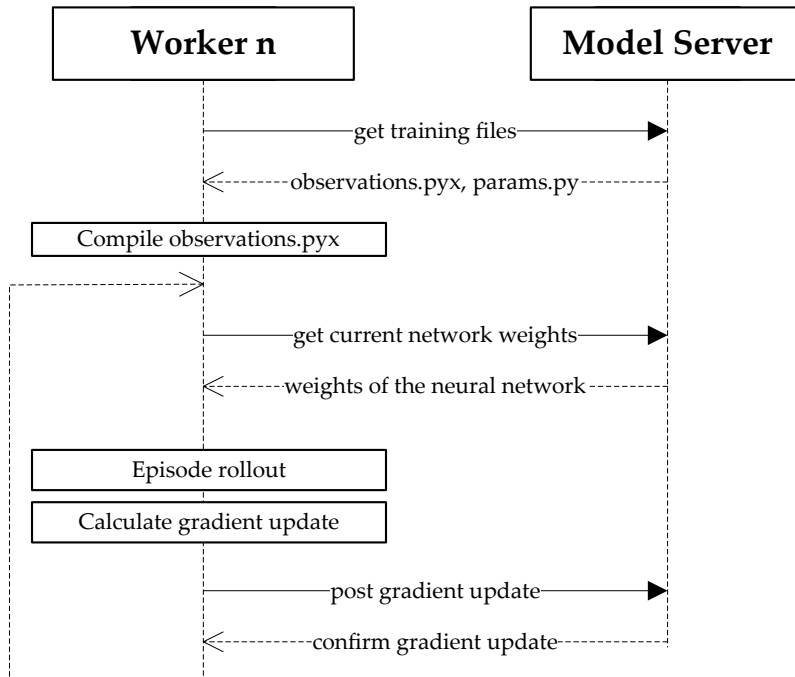 Worker n
Model Server
get training files
observations.pyx, params.py
Compile observations.pyx
get current network weights
weights of the neural network
Episode rollout
Calculate gradient update
post gradient update
confirm gradient update